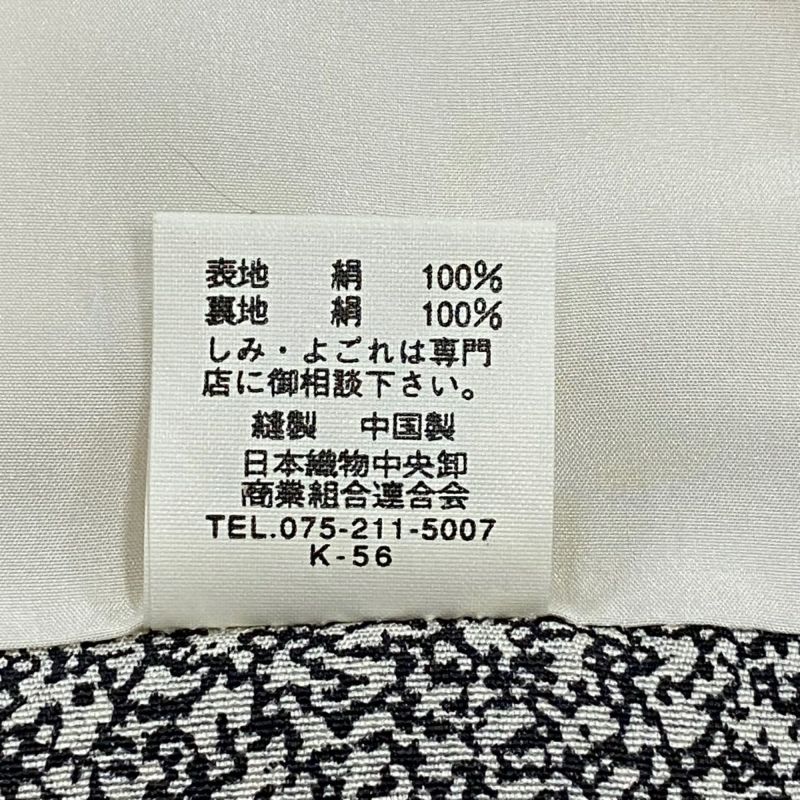 表地 絹 100%
裏地 絹 100%
しみ・よごれは専門
店に御相談下さい。
縫製 中国製
日本織物中央卸
商業組合連合会
TEL.075-211-5007
K-56